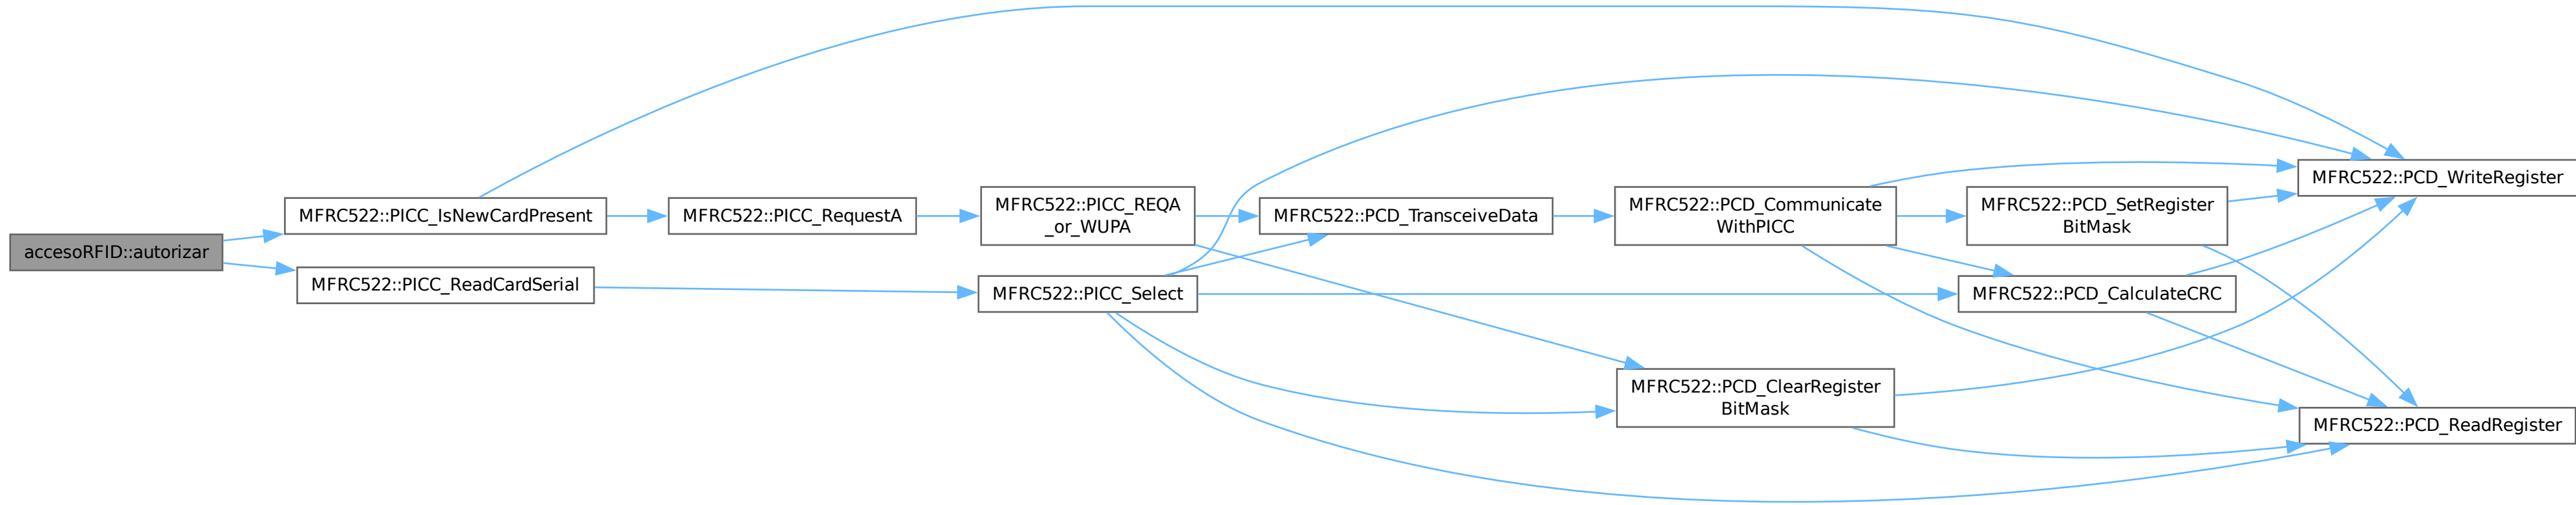 accesoRFID::autorizar
MFRC522::PICC_IsNewCardPresent
MFRC522::PICC_ReadCardSerial
MFRC522::PICC_RequestA
MFRC522::PICC_REQA
_or_WUPA
MFRC522::PICC_Select
MFRC522::PCD_TransceiveData
MFRC522::PCD_Communicate
WithPICC
MFRC522::PCD_ClearRegister
BitMask
MFRC522::PCD_SetRegister
BitMask
MFRC522::PCD_CalculateCRC
MFRC522::PCD_WriteRegister
MFRC522::PCD_ReadRegister